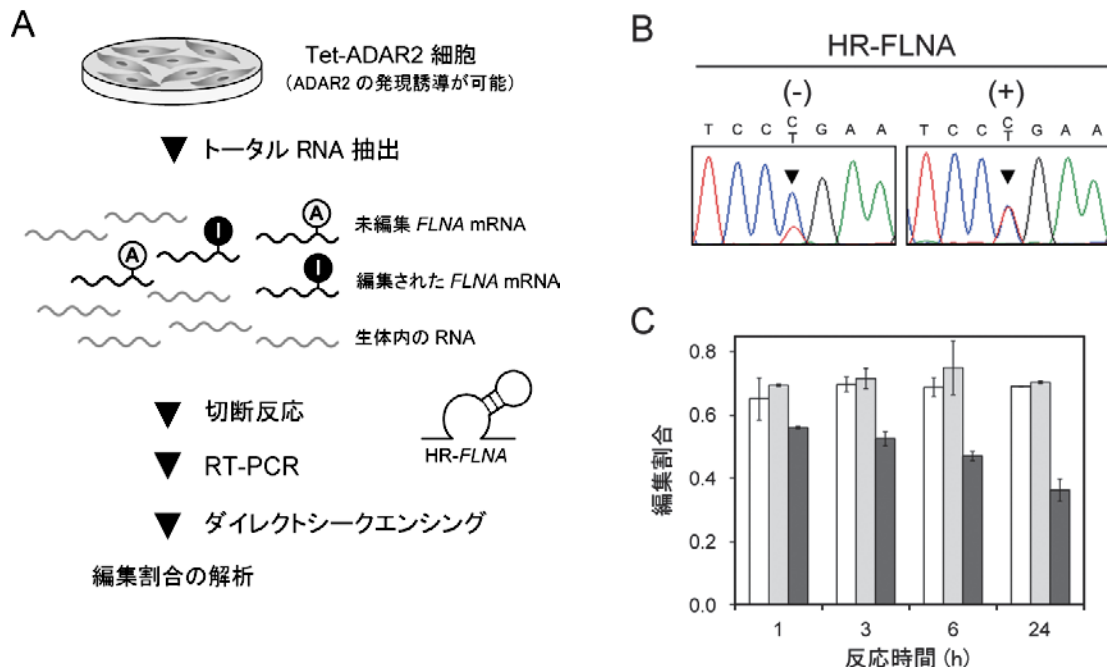 A
Tet-ADAR2 細胞
（ADAR2 の発現誘導が可能）
▼ トータル RNA 抽出
A
I
A
未編集 FLNA mRNA
I
編集された FLNA mRNA
生体内の RNA
▼ 切断反応
▼ RT-PCR
▼ ダイレクトシークエンシング
HR-FLNA
編集割合の解析
B
HR-FLNA
(-)
(+)
T C C C/T G A A
T C C C/T G A A
C
編集割合
0.8
0.6
0.4
0.2
0.0
1 3 6 24
反応時間 (h)